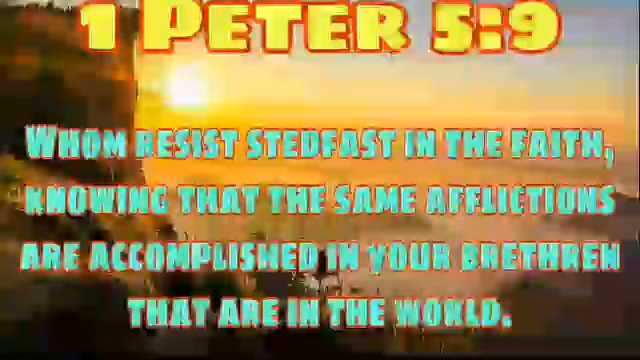 1 PETER 5:9
WHOM RESIST STEDFAST IN THE FAITH,
KNOWING THAT THE SAME AFFLICTIONS
ARE ACCOMPLISHED IN YOUR BRETHREN
THAT ARE IN THE WORLD.